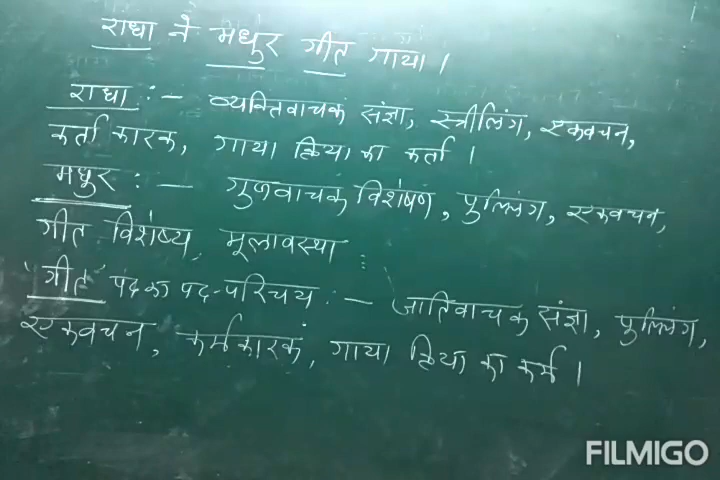 राधा ने मधुर गीत गाया।
राधा :- व्यक्तिवाचक संज्ञा, स्त्रीलिंग, एकवचन,
कर्ता कारक, गाया क्रिया का कर्ता।
मधुर :- गुणवाचक विशेषण, पुल्लिंग, एकवचन,
गीत विशेष्य, मूलावस्था
"गीत" पद का पद-परिचय :- जातिवाचक संज्ञा, पुल्लिंग,
एकवचन, कर्म कारक, गाया क्रिया का कर्म।
FILMIGO